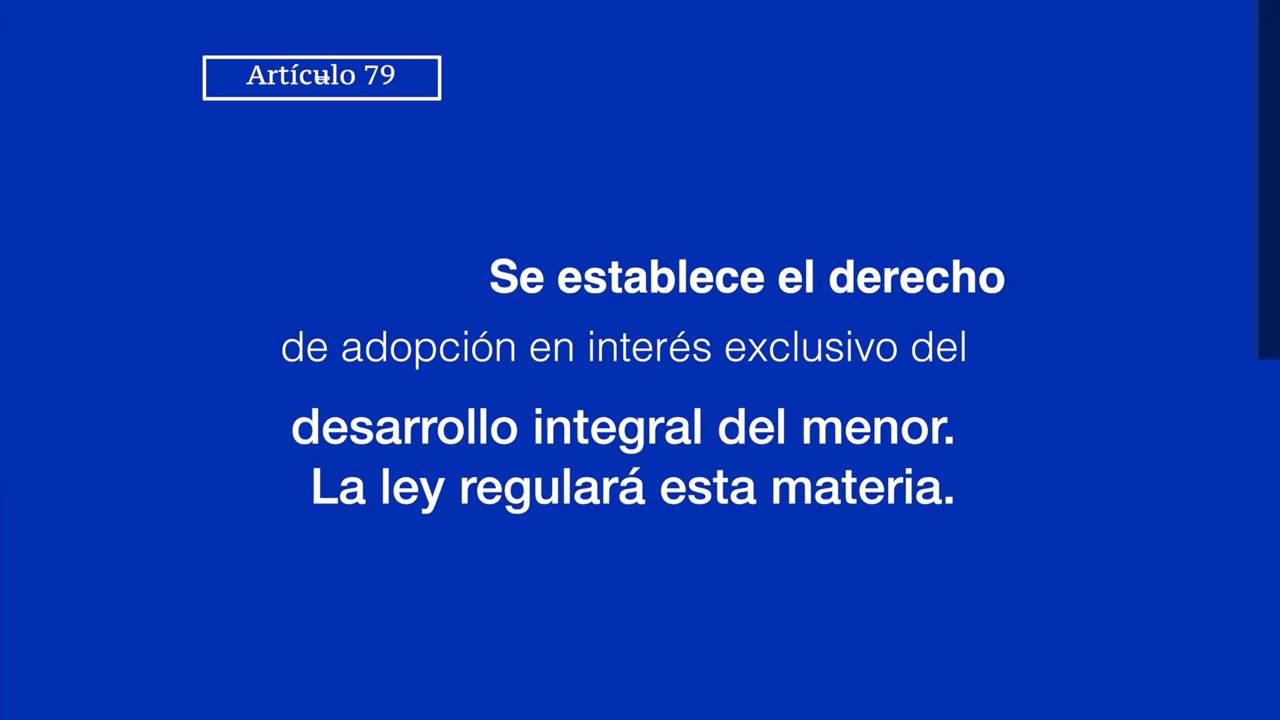 Artículo 79
Se establece el derecho
de adopción en interés exclusivo del
desarrollo integral del menor.
La ley regulará esta materia.